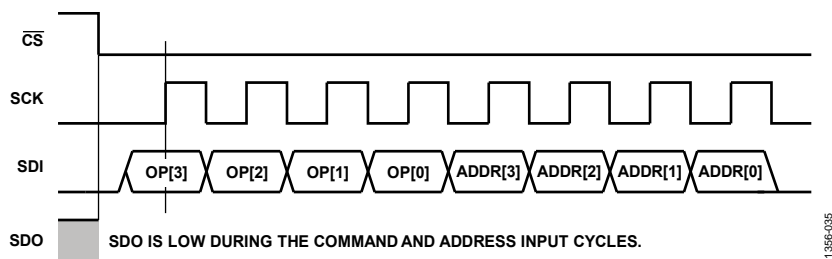 CS
SCK
SDI OP[3] OP[2] OP[1] OP[0] ADDR[3] ADDR[2] ADDR[1] ADDR[0]
SDO SDO IS LOW DURING THE COMMAND AND ADDRESS INPUT CYCLES.
1356-035